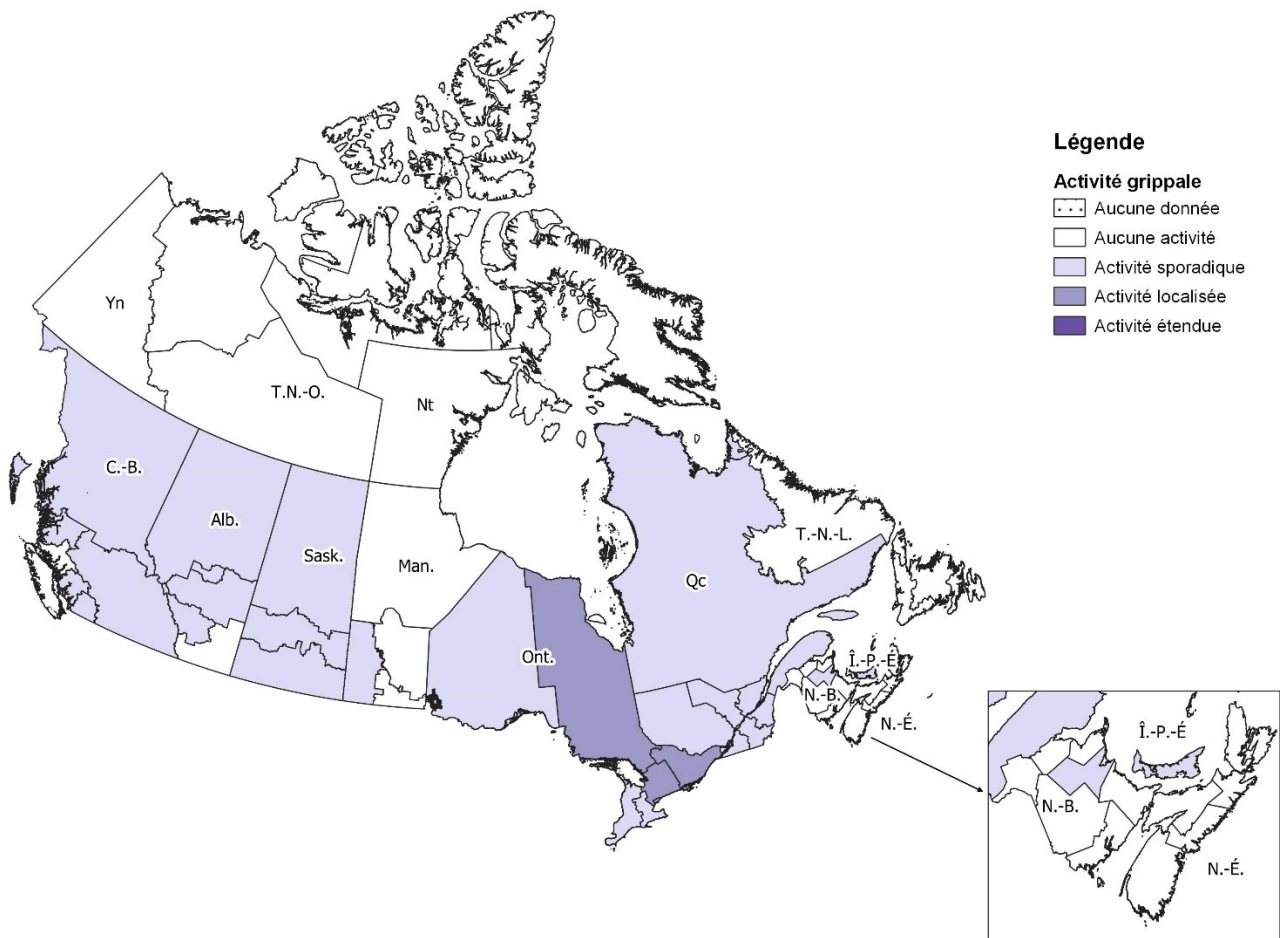 Légende
Activité grippale
Aucune donnée
Aucune activité
Activité sporadique
Activité localisée
Activité étendue
Yn
T.N.-O.
Nt
C.-B.
Alb.
Sask.
Man.
Ont.
Qc
T.-N.-L.
Î.-P.-É
N.-B.
N.-É.
Î.-P.-É
N.-B.
N.-É.